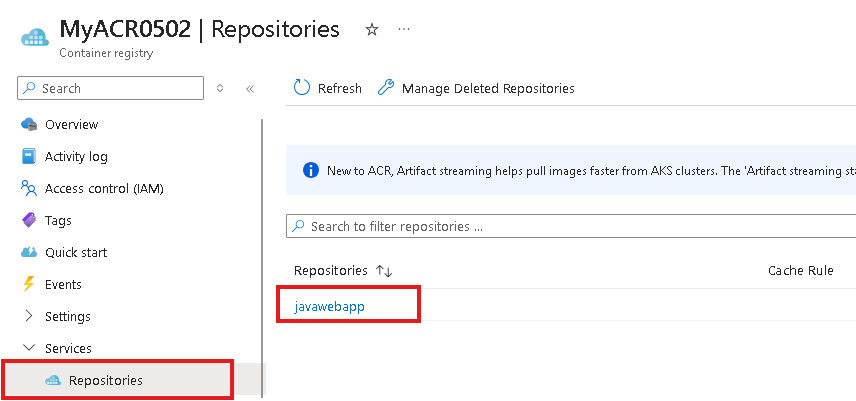 MyACR0502 | Repositories
Container registry
Search
Refresh
Manage Deleted Repositories
Overview
Activity log
Access control (IAM)
Tags
Quick start
Events
Settings
Services
Repositories
New to ACR, Artifact streaming helps pull images faster from AKS clusters. The 'Artifact streaming sta
Search to filter repositories ...
Repositories
Cache Rule
javawebapp